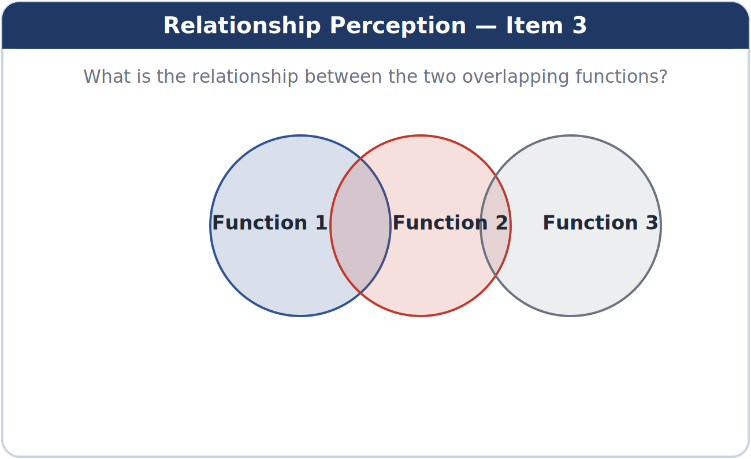 Relationship Perception — Item 3
What is the relationship between the two overlapping functions?
Function 1 Function 2 Function 3